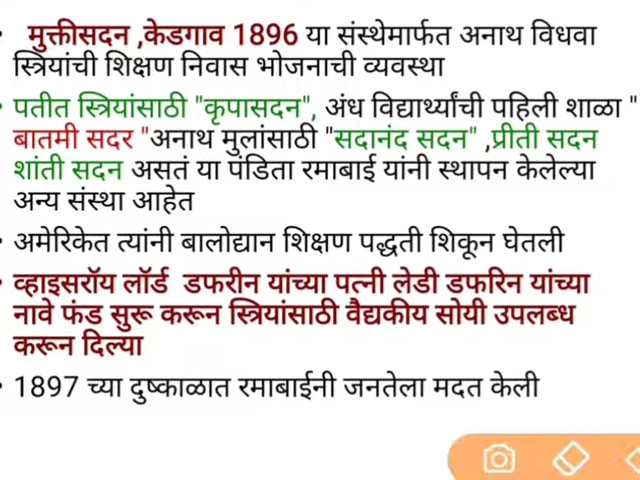 मुक्तीसदन ,केडगाव 1896 या संस्थेमार्फत अनाथ विधवा
स्त्रियांची शिक्षण निवास भोजनाची व्यवस्था
पतीत स्त्रियांसाठी "कृपासदन", अंध विद्यार्थ्यांची पहिली शाळा "
बातमी सदर "अनाथ मुलांसाठी "सदानंद सदन" ,प्रीती सदन
शांती सदन असतं या पंडिता रमाबाई यांनी स्थापन केलेल्या
अन्य संस्था आहेत
अमेरिकेत त्यांनी बालोद्यान शिक्षण पद्धती शिकून घेतली
व्हाइसरॉय लॉर्ड डफरीन यांच्या पत्नी लेडी डफरिन यांच्या
नावे फंड सुरू करून स्त्रियांसाठी वैद्यकीय सोयी उपलब्ध
करून दिल्या
1897 च्या दुष्काळात रमाबाईनी जनतेला मदत केली